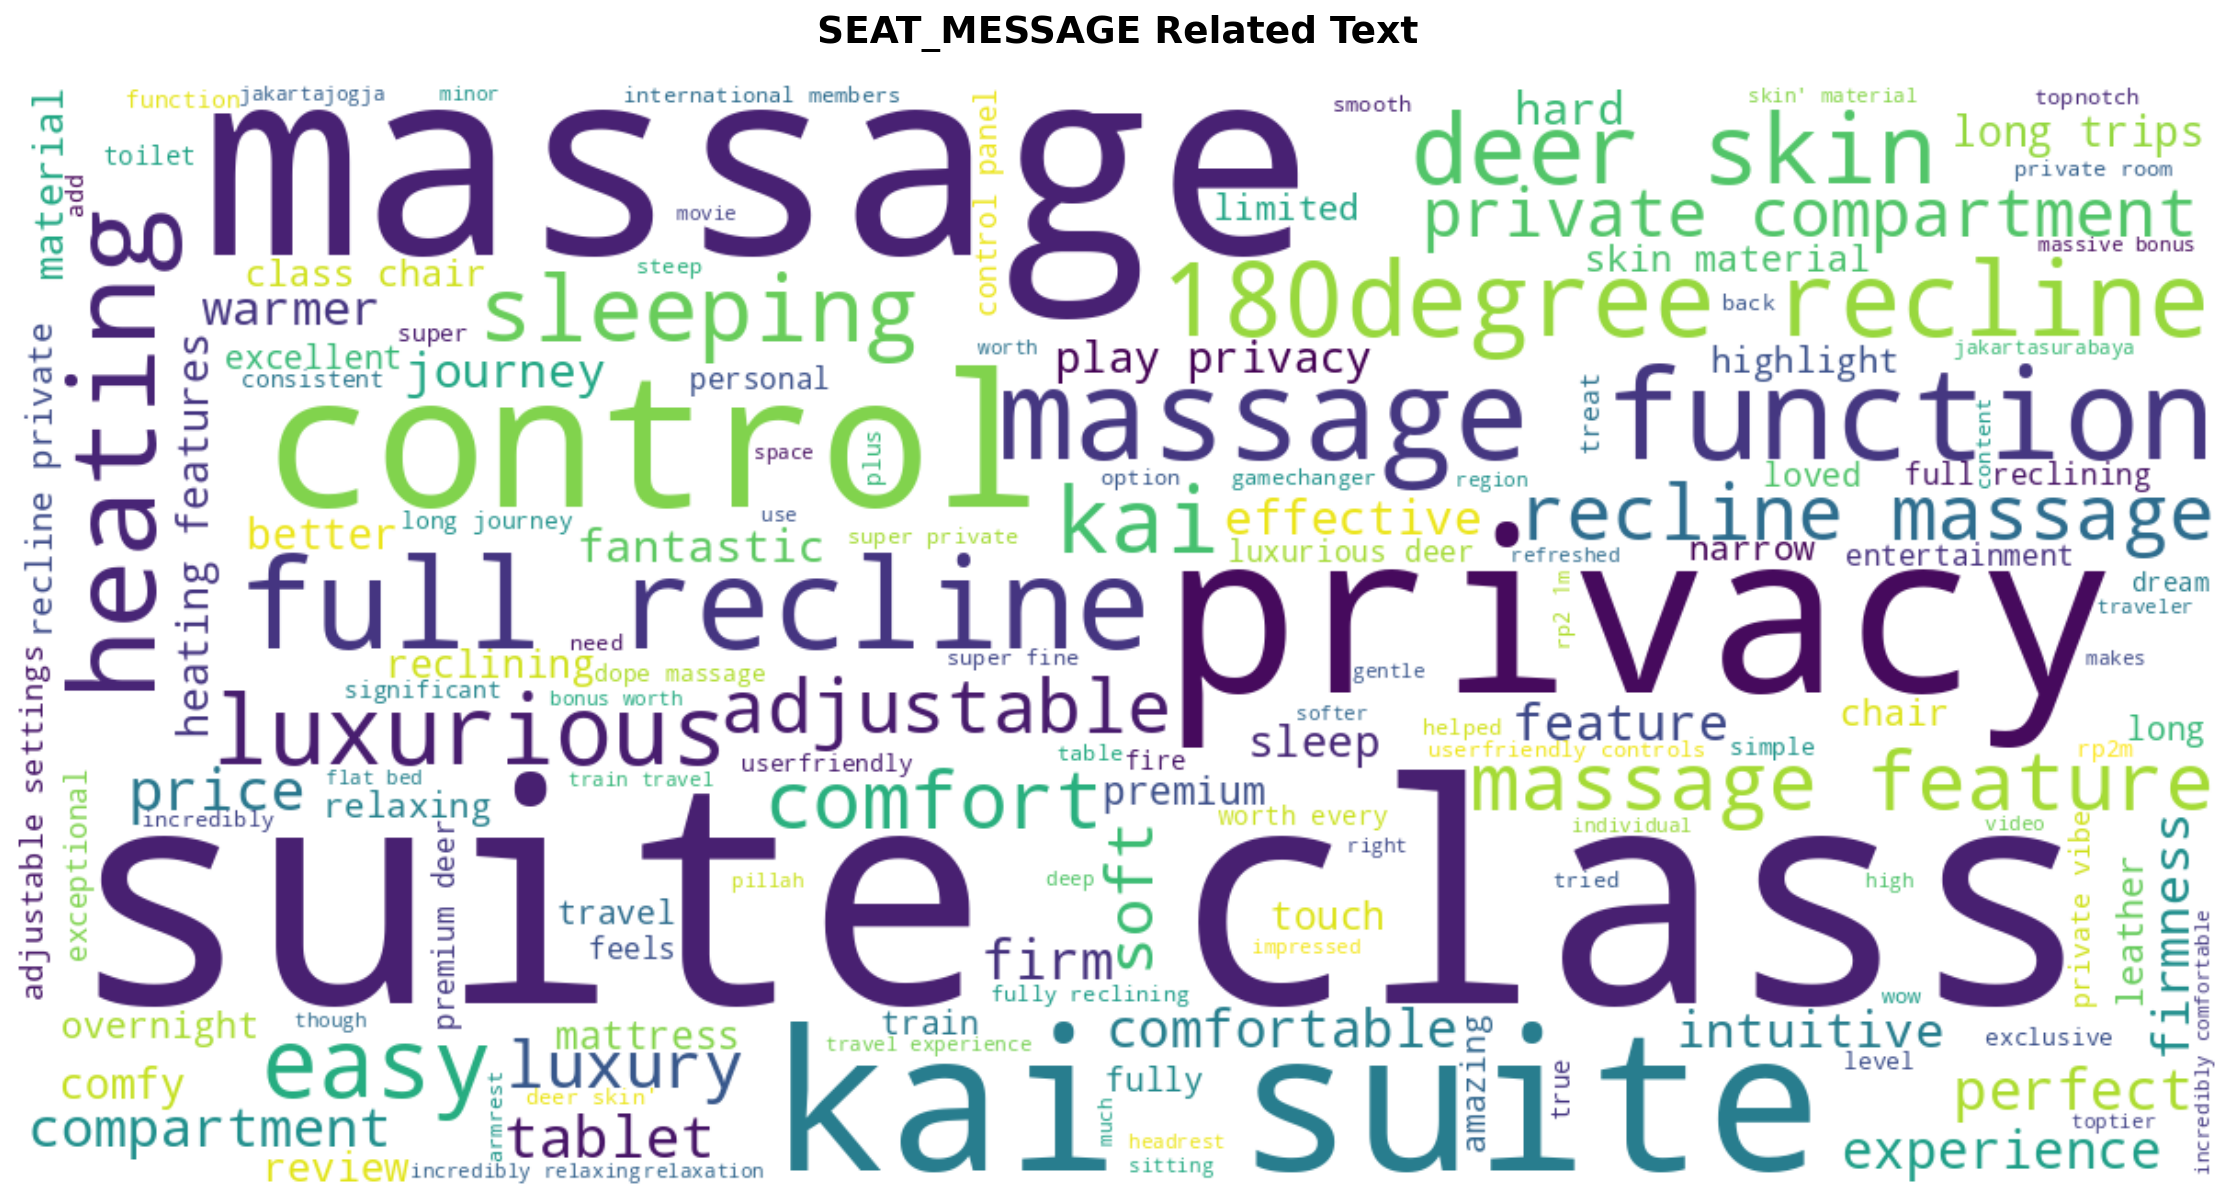 SEAT_MESSAGE Related Text
function
jakartajogja
minor
international members
smooth
hard
skin' material
topnotch
material
add
toilet
massage
control panel
deer skin
long trips
private room
movie
limited
private compartment
massive bonus
heating
class chair
steep
skin material
warmer
sleeping
180degree recline
back
super
excellent
journey
worth
play privacy
highlight
jakartasurabaya
consistent
personal
recline private
heating features
control
space
plus
massage function
treat
content
option
gamechanger
region
loved
full reclining
better
long journey
use
fantastic
super private
kai
effective
recline massage
luxurious deer
refreshed
narrow
entertainment
full recline
privacy
rp2 1m
dream
traveler
need
reclining
dope massage
super fine
gentle
makes
significant
bonus worth
luxurious
adjustable
softer
sleep
helped
feature
chair
long
userfriendly
table
fire
userfriendly controls
simple
rp2m
adjustable settings
exceptional
price
flat bed
relaxing
train travel
comfort
premium
massage feature
incredibly
worth every
individual
video
suite class
premium deer
right
pillah
deep
soft
tried
high
private vibe
leather
firmness
travel
feels
touch
impressed
firm
fully reclining
wow
incredibly comfortable
overnight
though
mattress
train
travel experience
comfortable
amazing
intuitive
exclusive
level
easy
luxury
kai suite
fully
true
comfy
deer skin'
armrest
much
perfect
compartment
tablet
headrest
sitting
toptier
experience
review
incredibly relaxing
relaxation